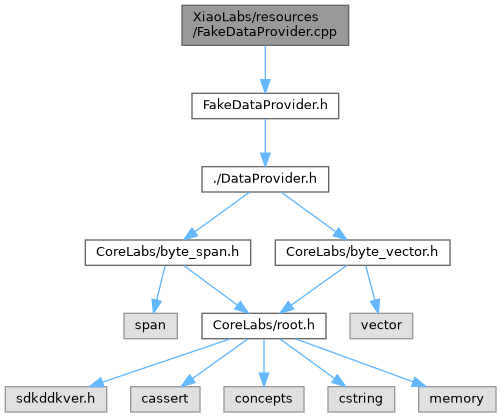 XiaoLabs/resources
/FakeDataProvider.cpp
FakeDataProvider.h
./DataProvider.h
CoreLabs/byte_span.h
CoreLabs/byte_vector.h
span
CoreLabs/root.h
vector
sdkddkver.h
cassert
concepts
cstring
memory